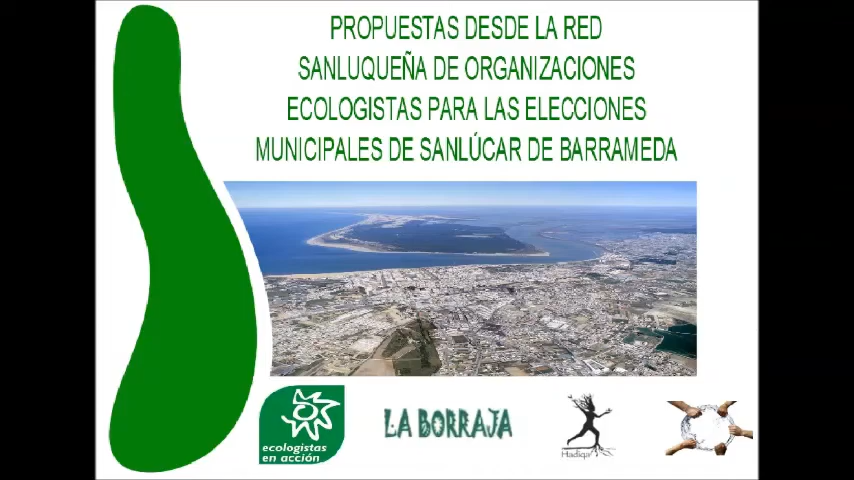 PROPUESTAS DESDE LA RED
SANLUQUEÑA DE ORGANIZACIONES
ECOLOGISTAS PARA LAS ELECCIONES
MUNICIPALES DE SANLÚCAR DE BARRAMEDA
ecologistas
en acción
LA BORRAJA
Hadiqa